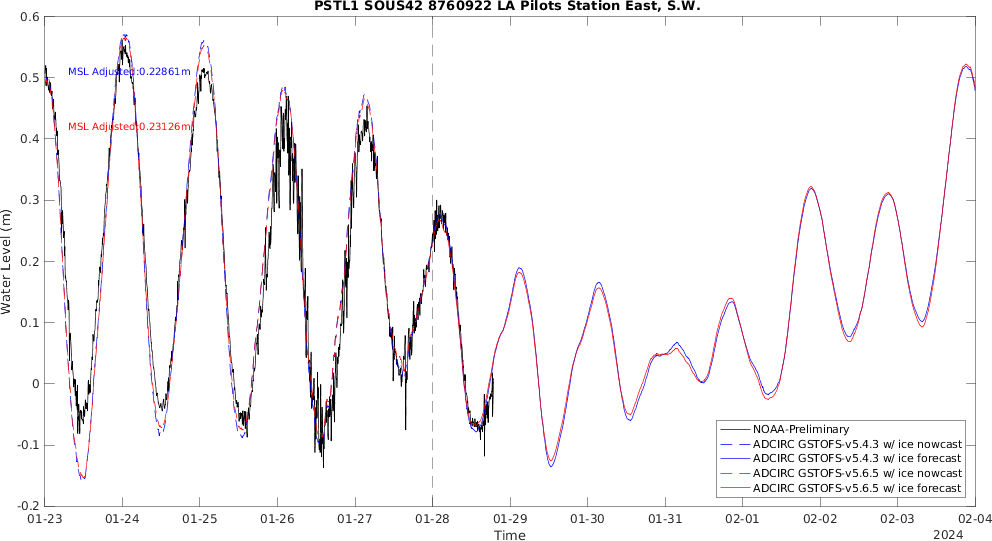 PSTL1 SOUS42 8760922 LA Pilots Station East, S.W.
0.6
0.5
0.4
0.3
0.2
0.1
0
-0.1
-0.2
Water Level (m)
MSL Adjusted:0.22861m
MSL Adjusted:0.23126m
NOAA-Preliminary
ADCIRC GSTOFS-v5.4.3 w/ ice nowcast
ADCIRC GSTOFS-v5.4.3 w/ ice forecast
ADCIRC GSTOFS-v5.6.5 w/ ice nowcast
ADCIRC GSTOFS-v5.6.5 w/ ice forecast
01-23 01-24 01-25 01-26 01-27 01-28 01-29 01-30 01-31 02-01 02-02 02-03 02-04
Time
2024